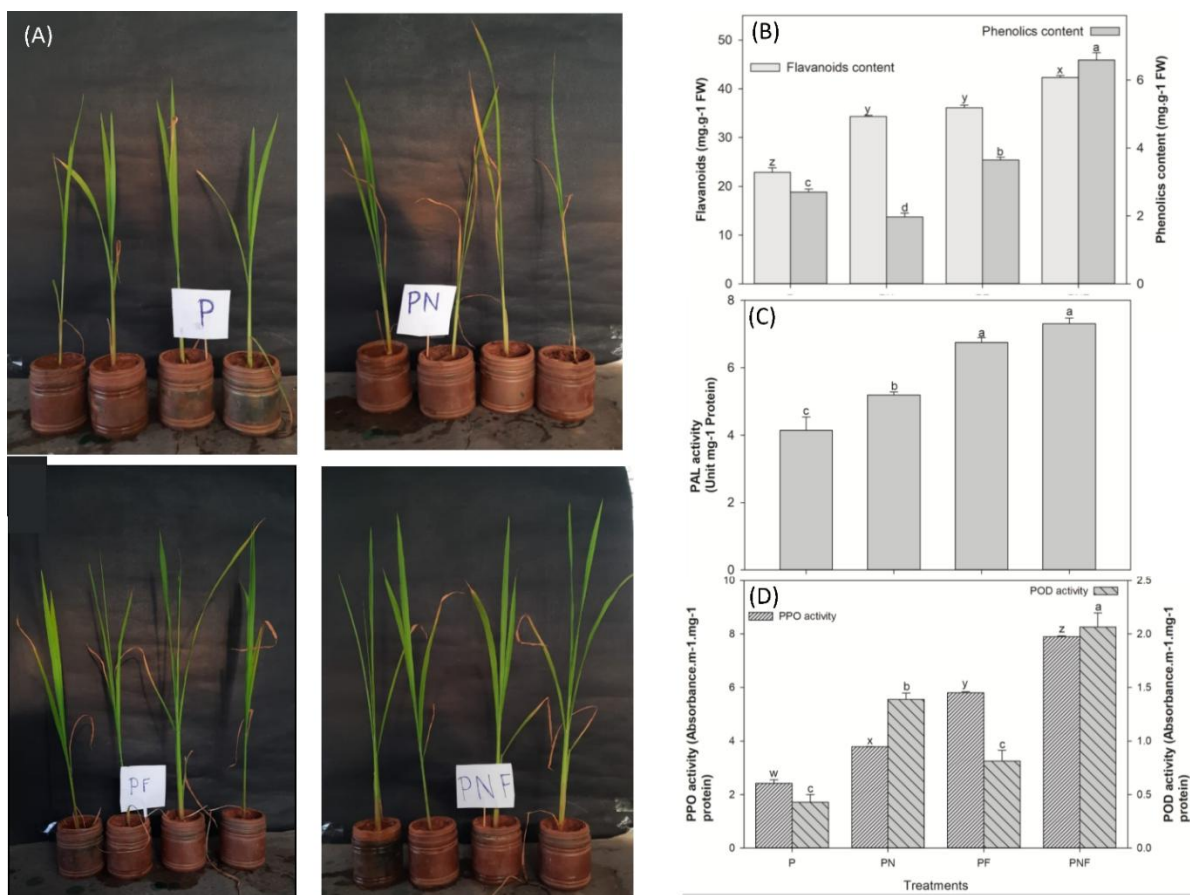 (A)
P
PN
PF
PNF
(B)
Phenolics content
Flavanoids content
Flavanoids (mg.g-1 FW)
Phenolics content (mg.g-1 FW)
50
40
30
20
10
0
6
4
2
0
z
c
y
d
y
b
x
a
(C)
PAL activity
(Unit mg-1 Protein)
8
6
4
2
c
b
a
a
(D)
POD activity
PPO activity
PPO activity (Absorbance.m-1.mg-1
protein)
POD activity (Absorbance.m-1.mg-1
protein)
10
8
6
4
2
0
2.5
2.0
1.5
1.0
0.5
0.0
w
c
x
b
y
c
z
a
P
PN
PF
PNF
Treatments